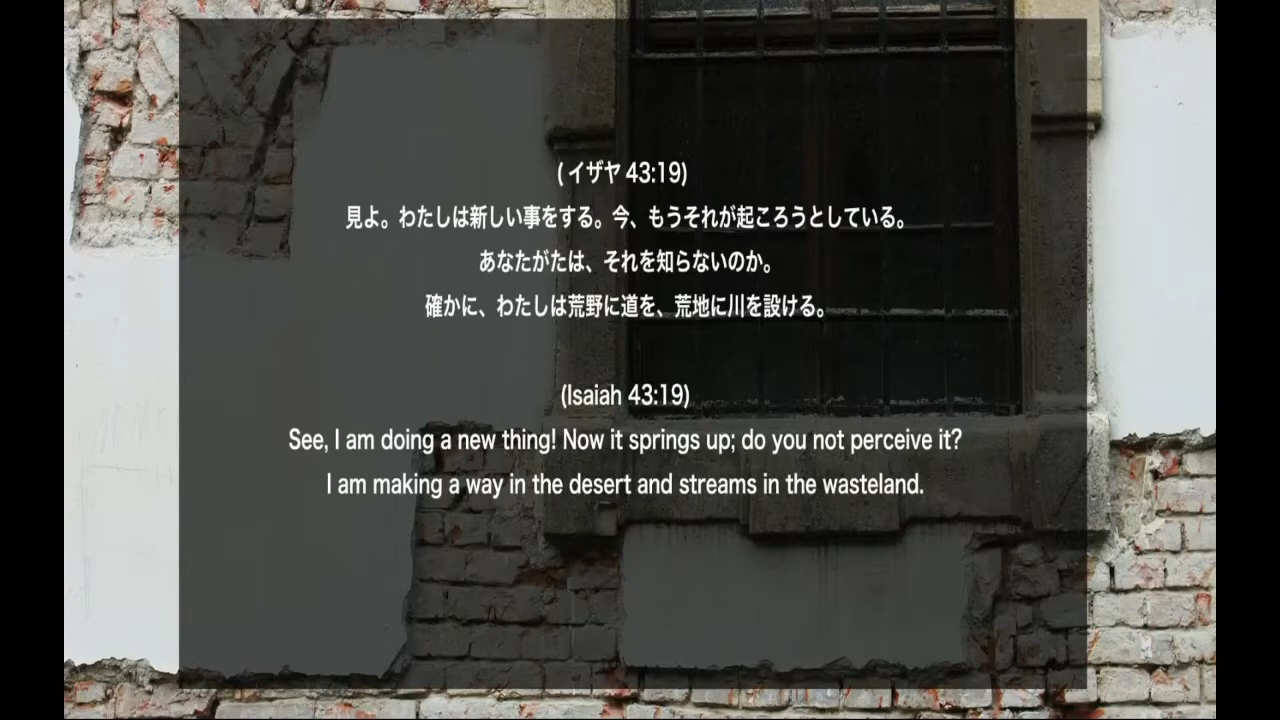 (イザヤ 43:19)
見よ。わたしは新しい事をする。今、もうそれが起ころうとしている。
あなたがたは、それを知らないのか。
確かに、わたしは荒野に道を、荒地に川を設ける。
(Isaiah 43:19)
See, I am doing a new thing! Now it springs up; do you not perceive it?
I am making a way in the desert and streams in the wasteland.